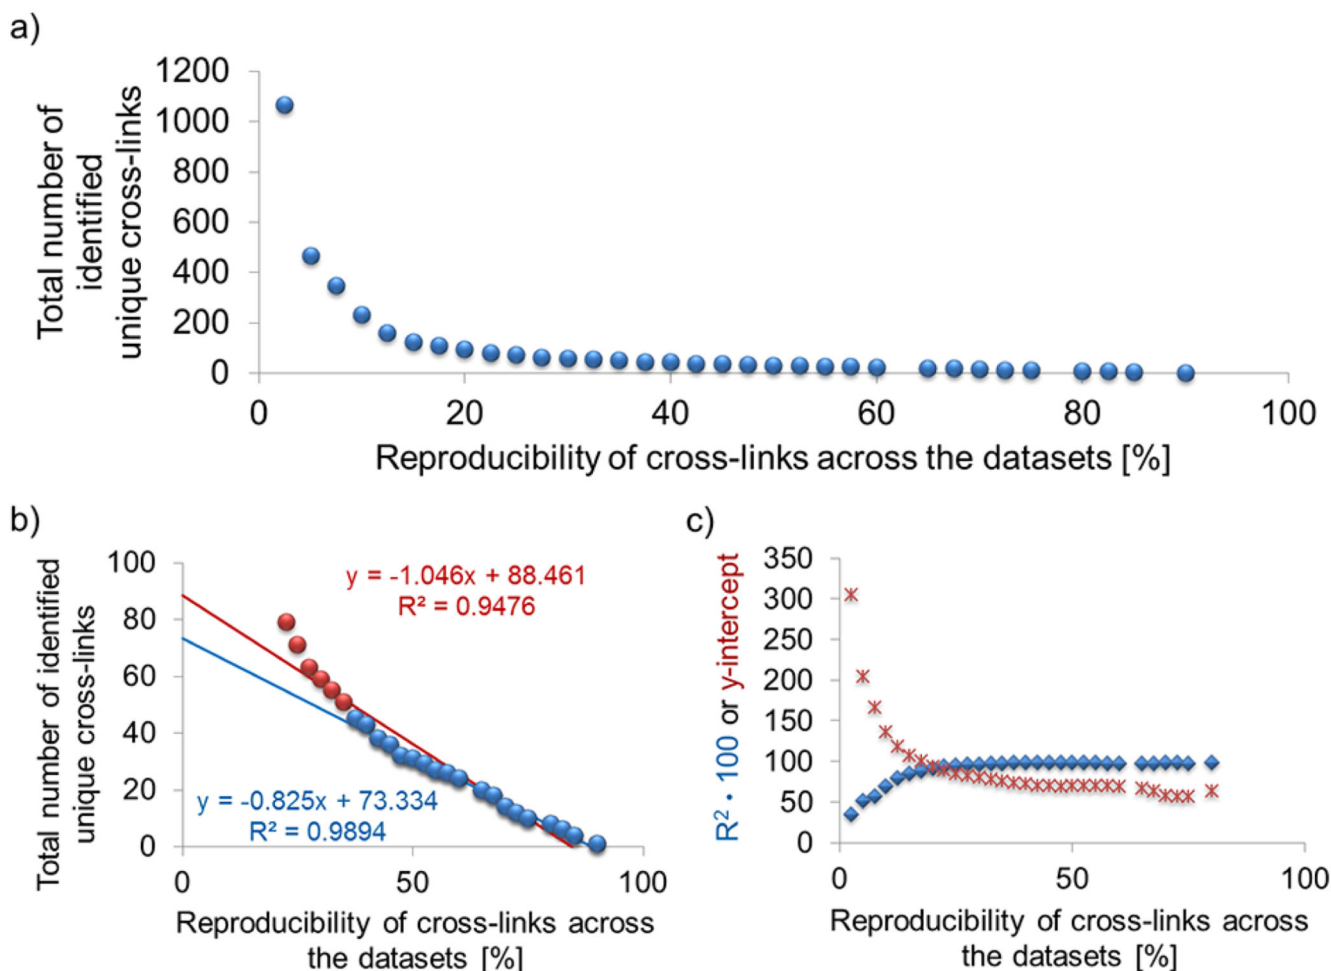 a)
Total number of
identified
unique cross-links
1200
1000
800
600
400
200
0
0 20 40 60 80 100
Reproducibility of cross-links across the datasets [%]
b)
Total number of identified
unique cross-links
100
80
60
40
20
0
y = -1.046x + 88.461
R² = 0.9476
y = -0.825x + 73.334
R² = 0.9894
0 50 100
Reproducibility of cross-links across
the datasets [%]
c)
R² · 100 or y-intercept
350
300
250
200
150
100
50
0
0 50 100
Reproducibility of cross-links across
the datasets [%]